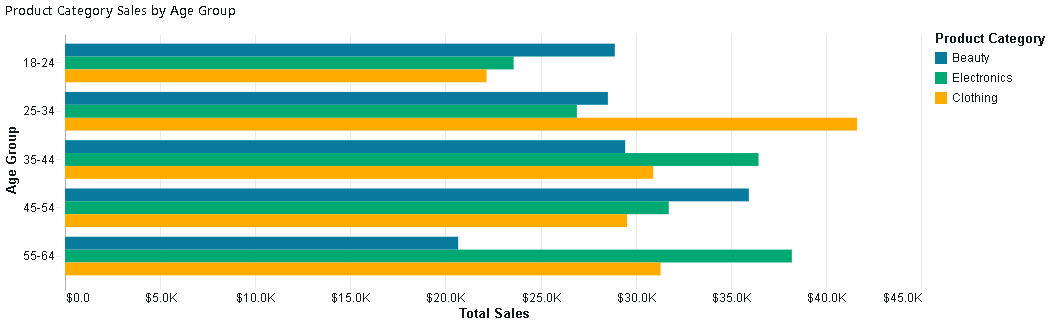 Product Category Sales by Age Group
Product Category
Beauty
Electronics
Clothing
Age Group
18-24
25-34
35-44
45-54
55-64
$0.0 $5.0K $10.0K $15.0K $20.0K $25.0K $30.0K $35.0K $40.0K $45.0K
Total Sales